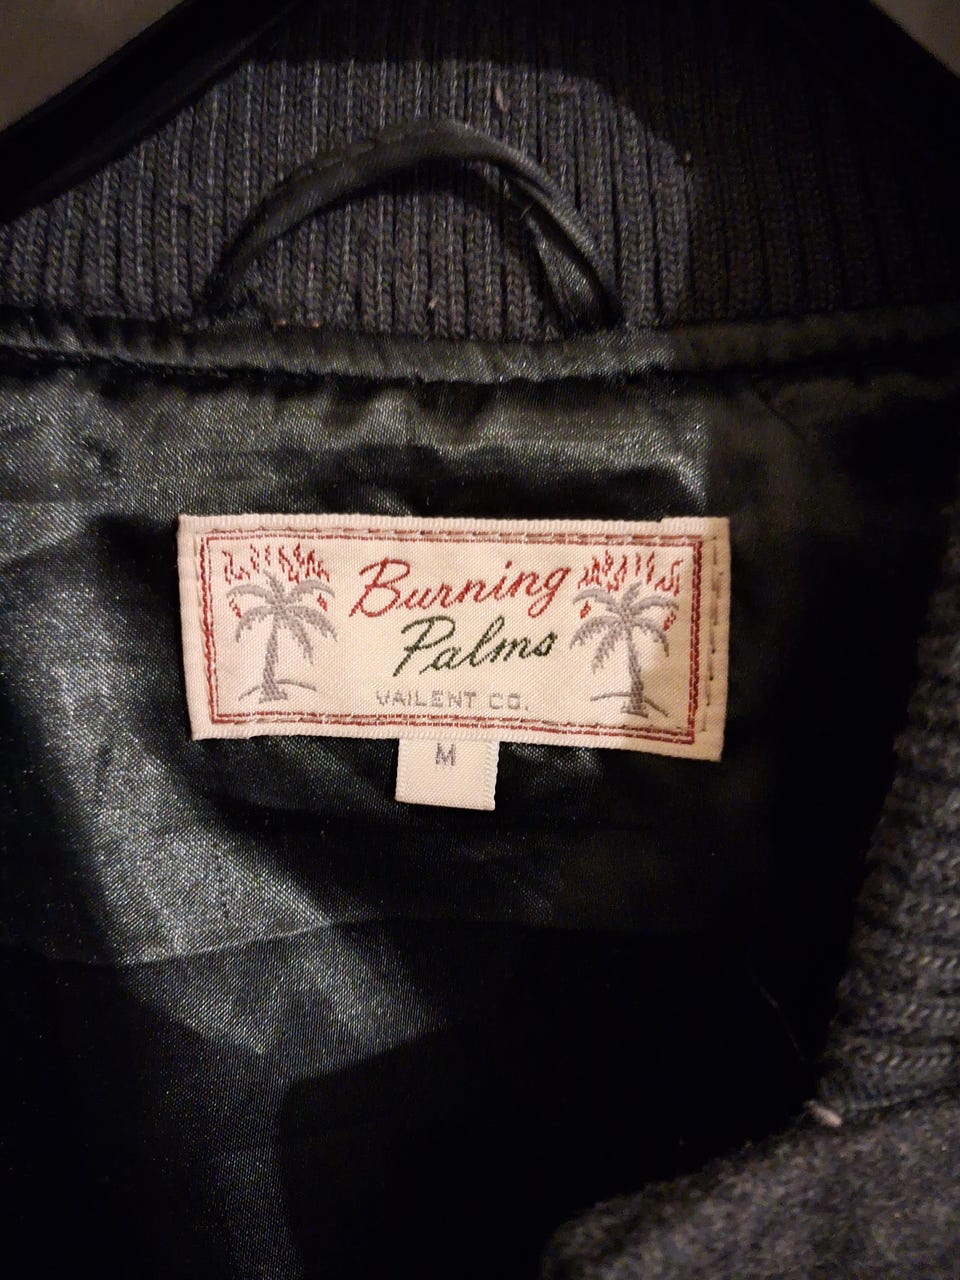 Burning
Palms
VAILENT CO.
M